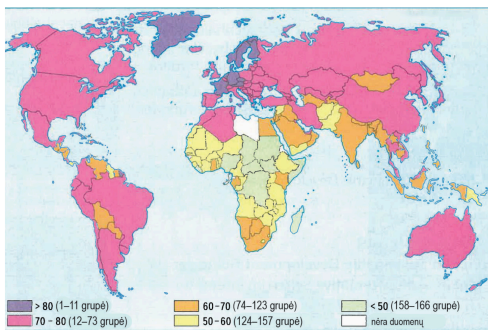 > 80 (1–11 grupė)
70 – 80 (12–73 grupė)
60 – 70 (74–123 grupė)
50 – 60 (124–157 grupė)
< 50 (158–166 grupė)
nėra duomenų